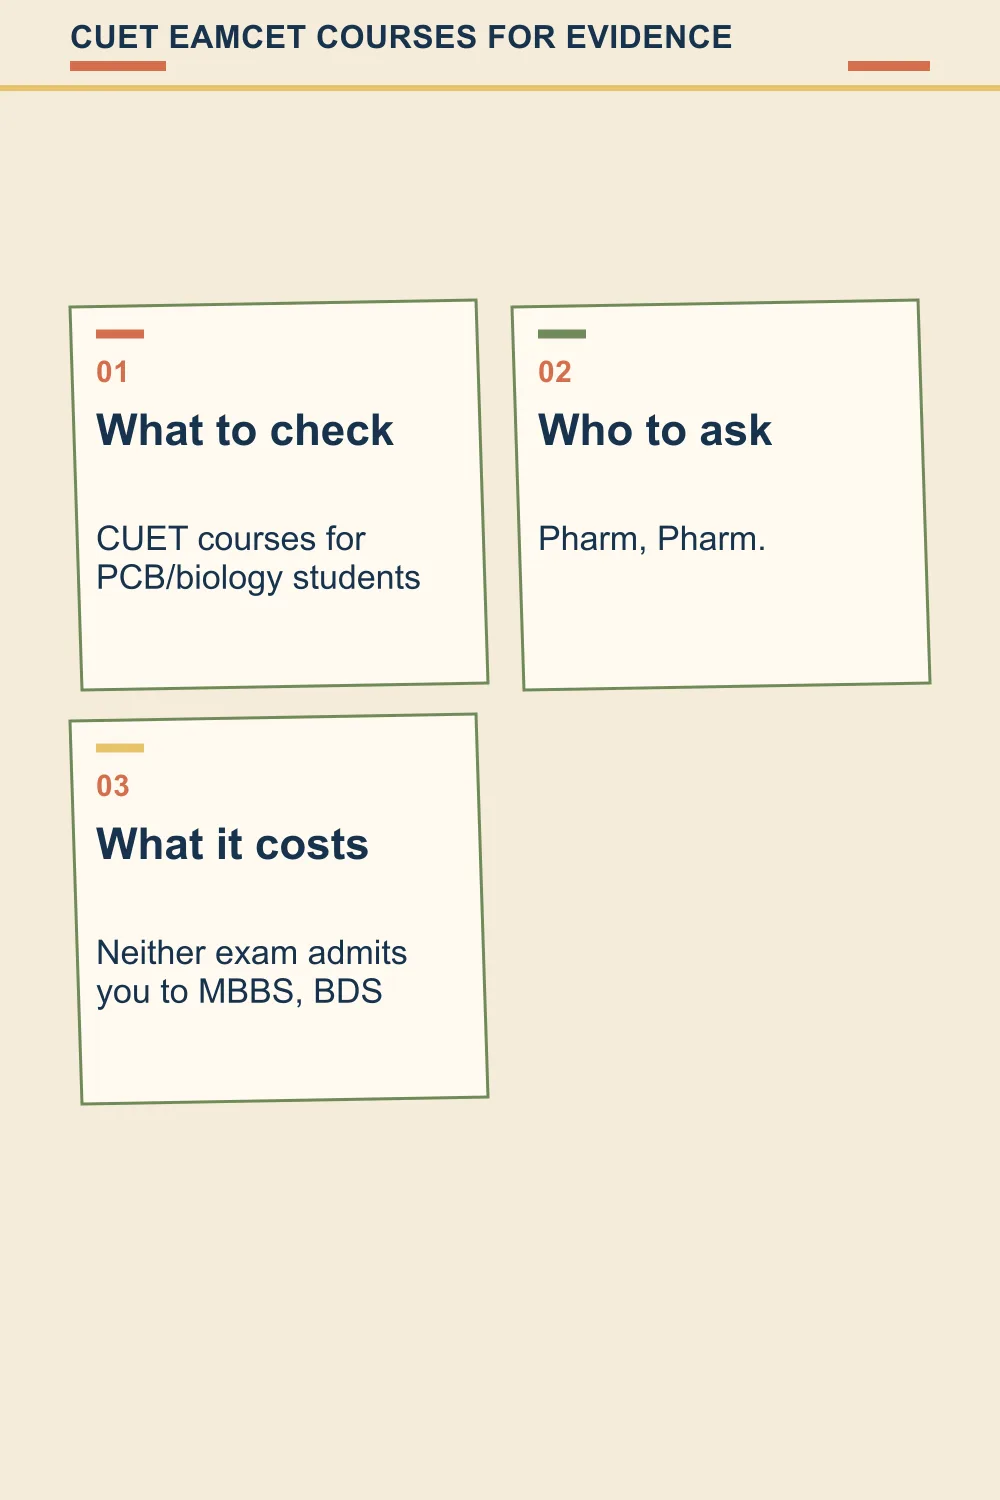 CUET EAMCET COURSES FOR EVIDENCE
01
What to check
CUET courses for
PCB/biology students
02
Who to ask
Pharm, Pharm.
03
What it costs
Neither exam admits
you to MBBS, BDS